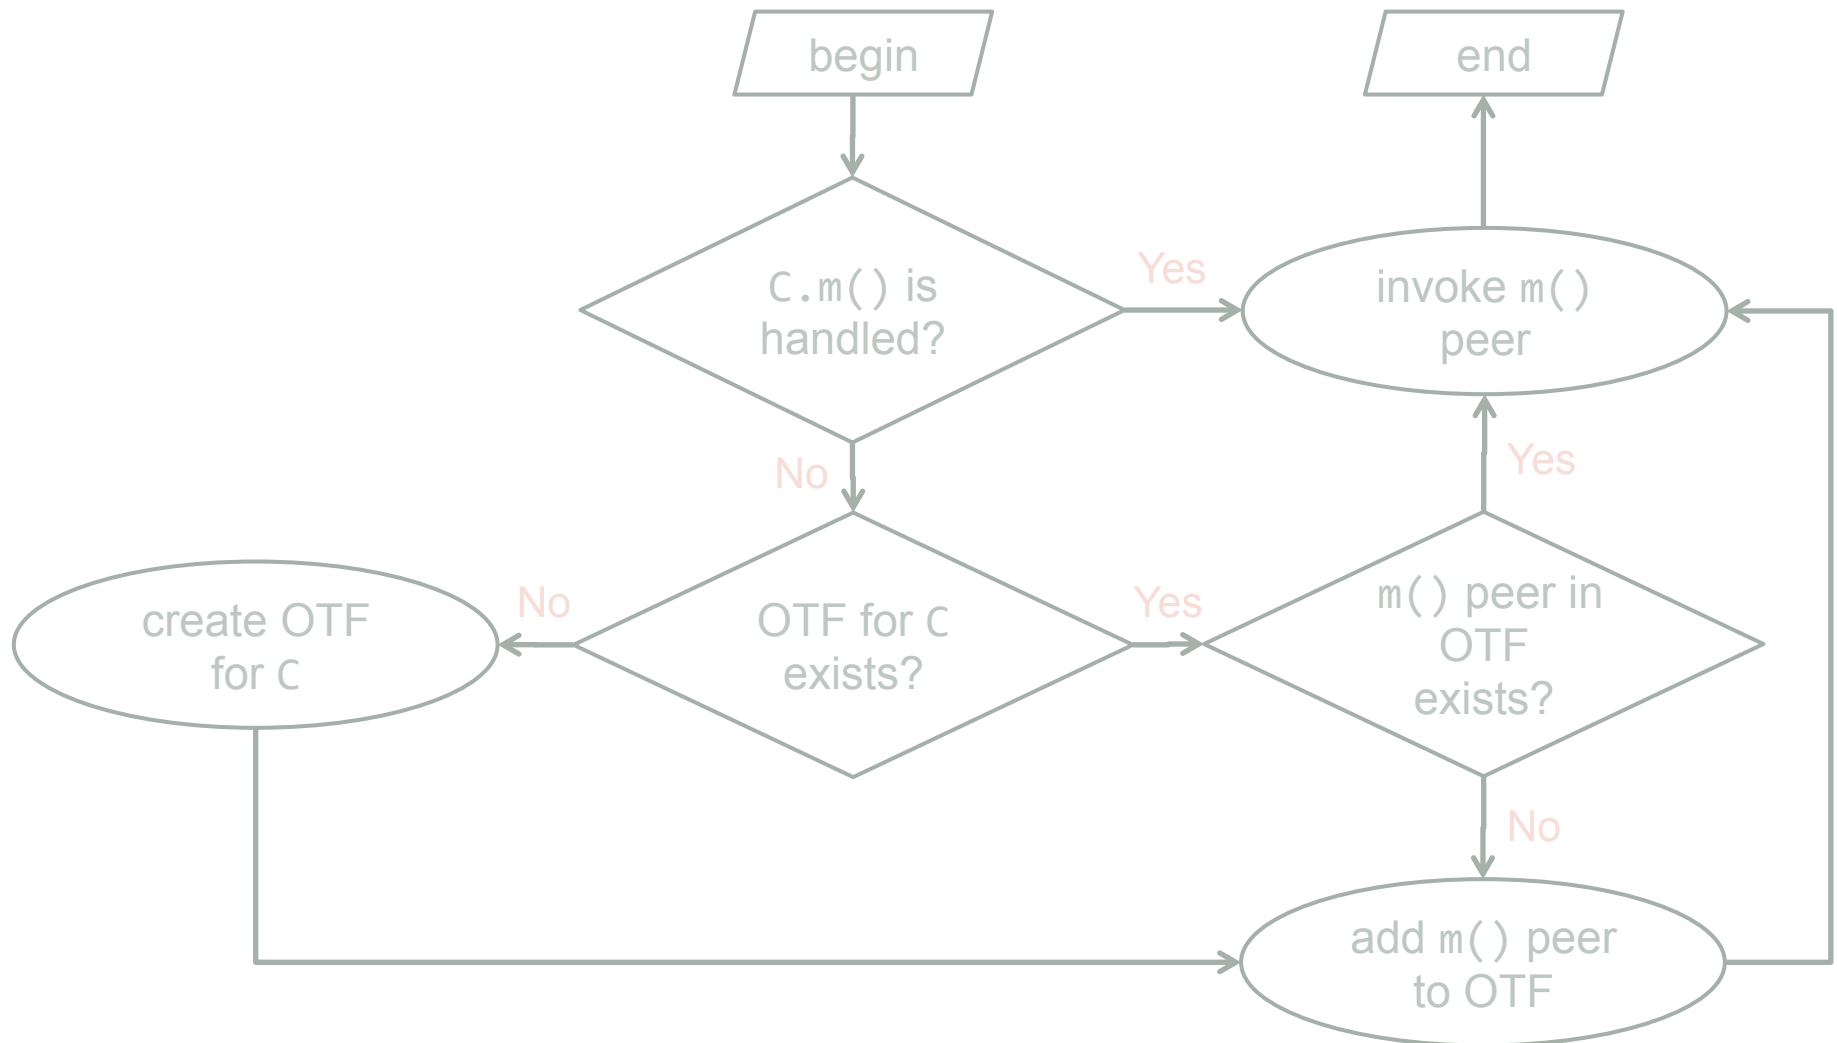 begin
end
C.m() is
handled?
Yes
invoke m()
peer
No
Yes
create OTF
for C
No
OTF for C
exists?
Yes
m() peer in
OTF
exists?
No
add m() peer
to OTF